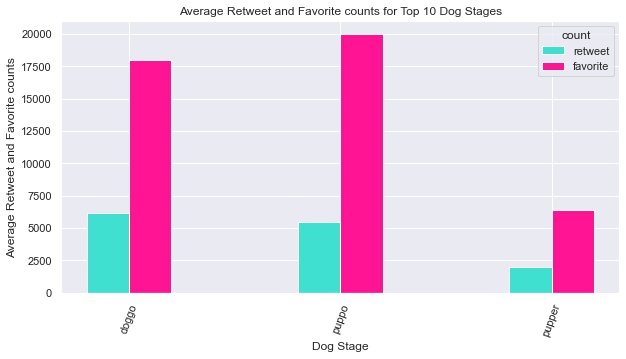 Average Retweet and Favorite counts for Top 10 Dog Stages
count
retweet
favorite
Average Retweet and Favorite counts
20000
17500
15000
12500
10000
7500
5000
2500
0
doggo
puppo
pupper
Dog Stage